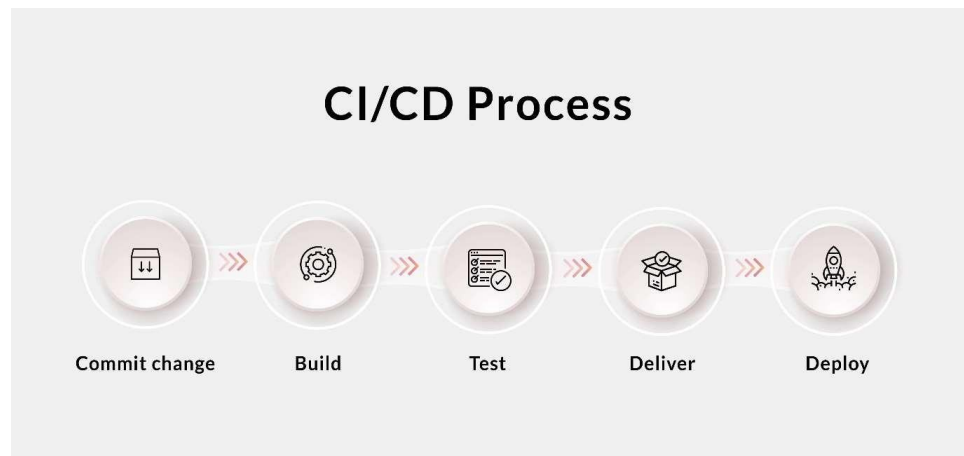 CI/CD Process
Commit change
Build
Test
Deliver
Deploy